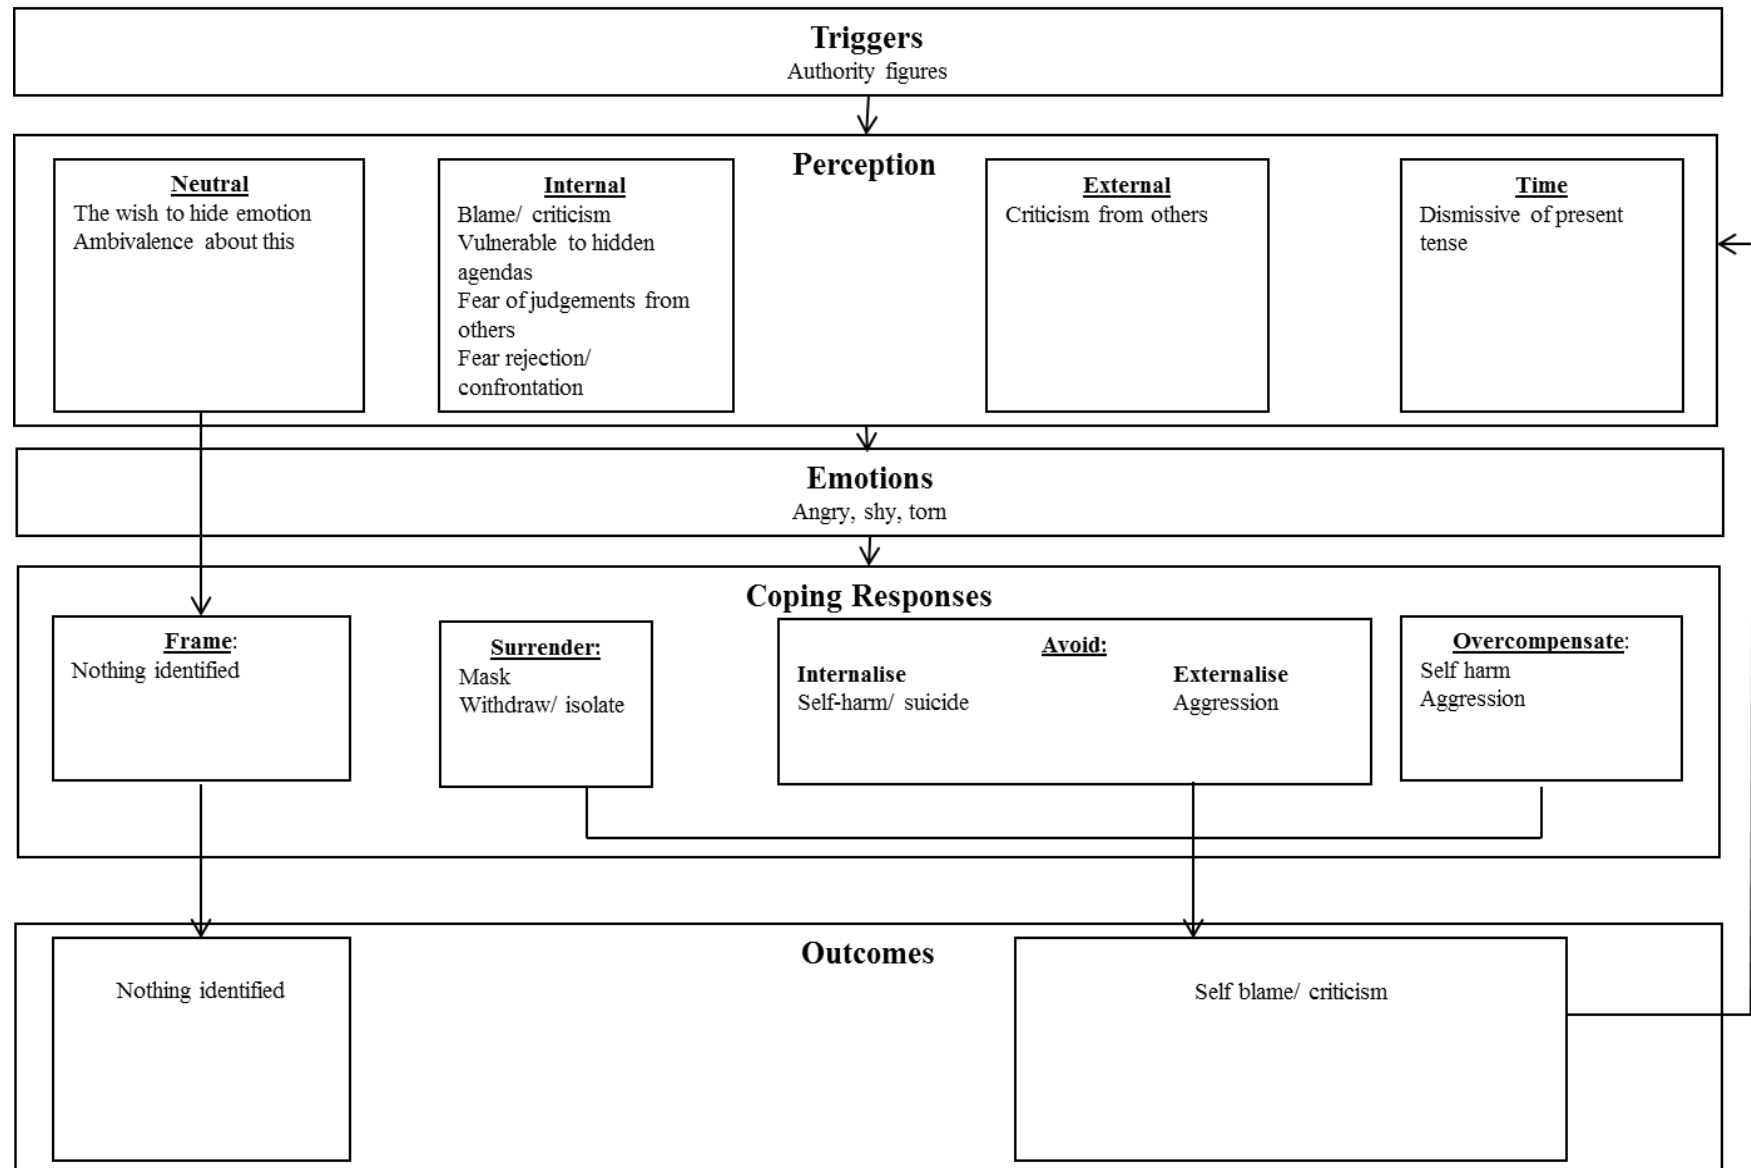 Triggers
Authority figures
Perception
Neutral
The wish to hide emotion
Ambivalence about this
Internal
Blame/ criticism
Vulnerable to hidden
agendas
Fear of judgements from
others
Fear rejection/
confrontation
External
Criticism from others
Time
Dismissive of present
tense
Emotions
Angry, shy, torn
Coping Responses
Frame:
Nothing identified
Surrender:
Mask
Withdraw/ isolate
Avoid:
Internalise
Self-harm/ suicide
Externalise
Aggression
Overcompensate:
Self harm
Aggression
Outcomes
Nothing identified
Self blame/ criticism